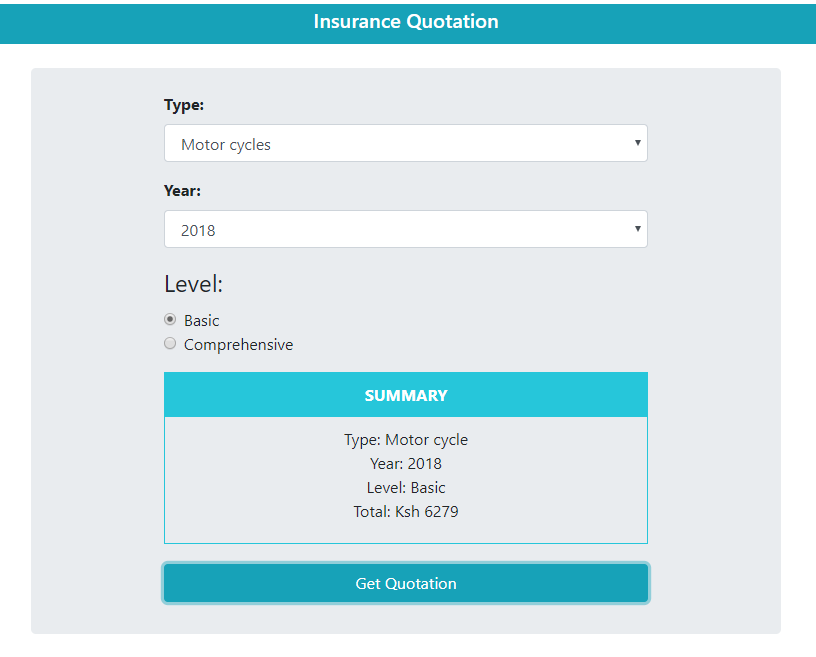 Insurance Quotation
Type:
Motor cycles
Year:
2018
Level:
Basic
Comprehensive
SUMMARY
Type: Motor cycle
Year: 2018
Level: Basic
Total: Ksh 6279
Get Quotation